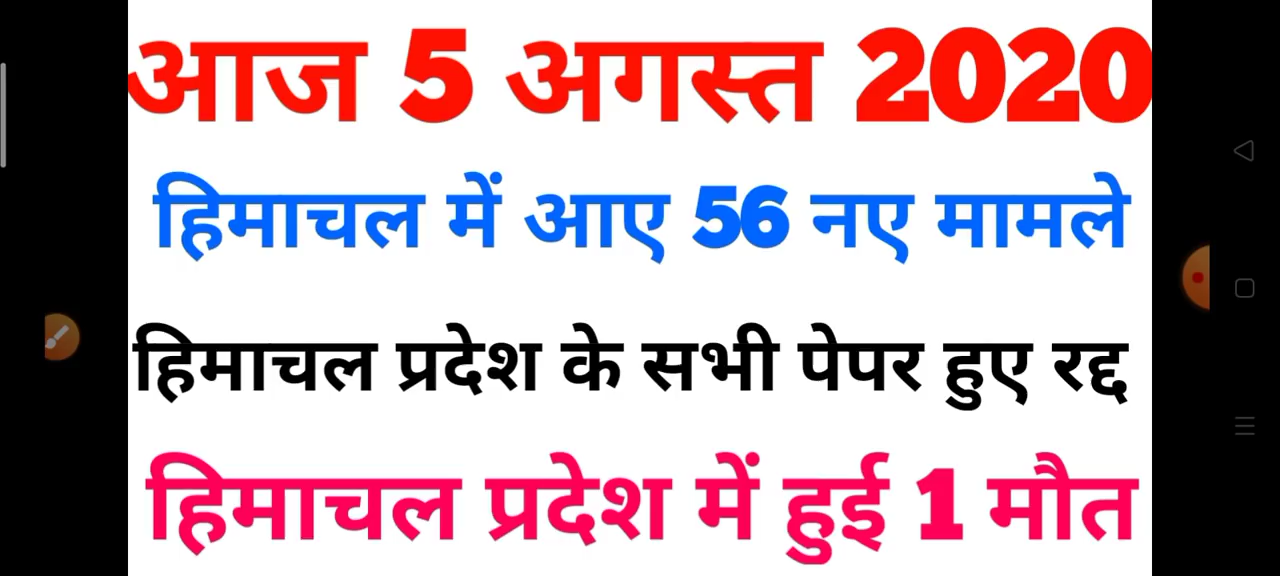 आज 5 अगस्त 2020
हिमाचल में आए 56 नए मामले
हिमाचल प्रदेश के सभी पेपर हुए रद्द
हिमाचल प्रदेश में हुई 1 मौत